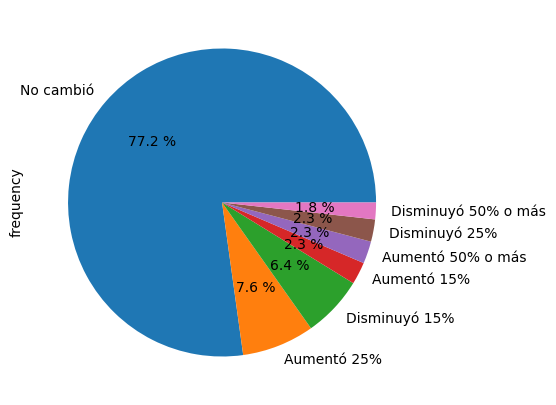 No cambió
77.2 %
frequency
1.8 %
Disminuyó 50% o más
2.3 %
Disminuyó 25%
2.3 %
Aumentó 50% o más
2.3 %
Aumentó 15%
6.4 %
Disminuyó 15%
7.6 %
Aumentó 25%